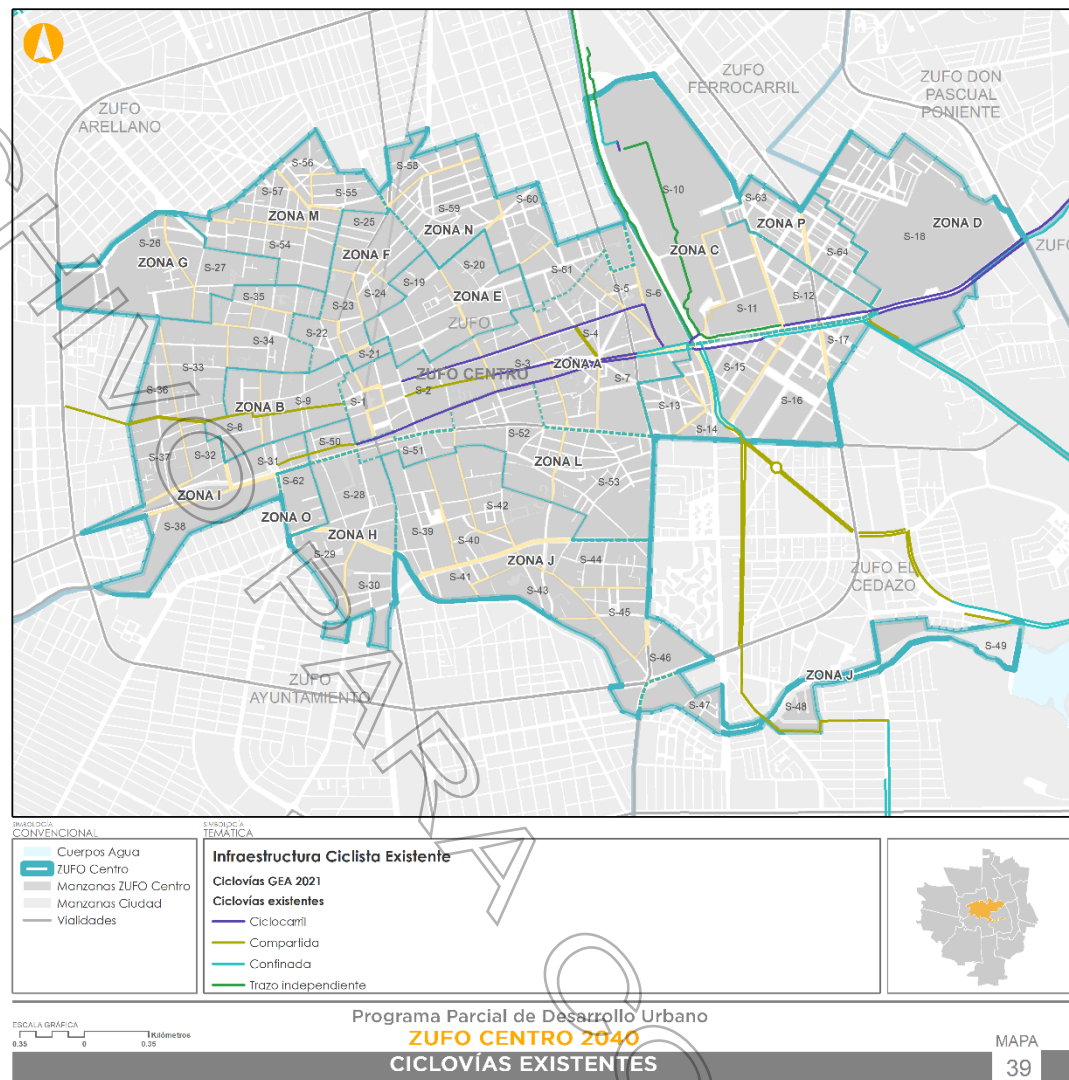 ZUFO
ARELLANO
ZUFO
FERROCARRIL
ZUFO DON
PASCUAL
PONIENTE
S-56
S-58
S-57
S-55
S-10
S-63
S-59
S-60
ZONA M
S-25
ZONA P
ZONA D
ZONA N
S-18
S-26
S-54
ZONA F
ZONA C
ZUFO
ZONA G
S-27
S-20
S-61
S-64
S-19
S-5
S-6
S-35
S-24
ZONA E
S-12
S-23
S-11
ZUFO
S-22
S-4
S-34
S-17
S-21
S-33
S-3
ZONA A
S-15
ZUFO CENTRO
S-7
S-36
S-2
S-9
S-1
S-16
ZONA B
S-13
S-8
S-14
S-52
S-50
S-51
S-37
S-32
S-31
ZONA L
S-62
S-53
ZONA I
S-28
S-42
ZONA O
S-38
ZONA H
S-39
S-40
S-29
ZONA J
S-44
ZUFO EL
CEDAZO
S-41
S-30
S-43
S-45
S-49
S-46
ZUFO
AYUNTAMIENTO
ZONA J
S-47
S-48
SIMBOLOGÍA
CONVENCIONAL
Cuerpos Agua
ZUFO Centro
Manzanas ZUFO Centro
Manzanas Ciudad
Vialidades
SIMBOLOGÍA
TEMÁTICA
Infraestructura Ciclista Existente
Ciclovías GEA 2021
Ciclovías existentes
Ciclocarril
Compartida
Confinada
Trazo independiente
ESCALA GRÁFICA
Kilómetros
0.35 0 0.35
Programa Parcial de Desarrollo Urbano
ZUFO CENTRO 2040
CICLOVÍAS EXISTENTES
MAPA
39